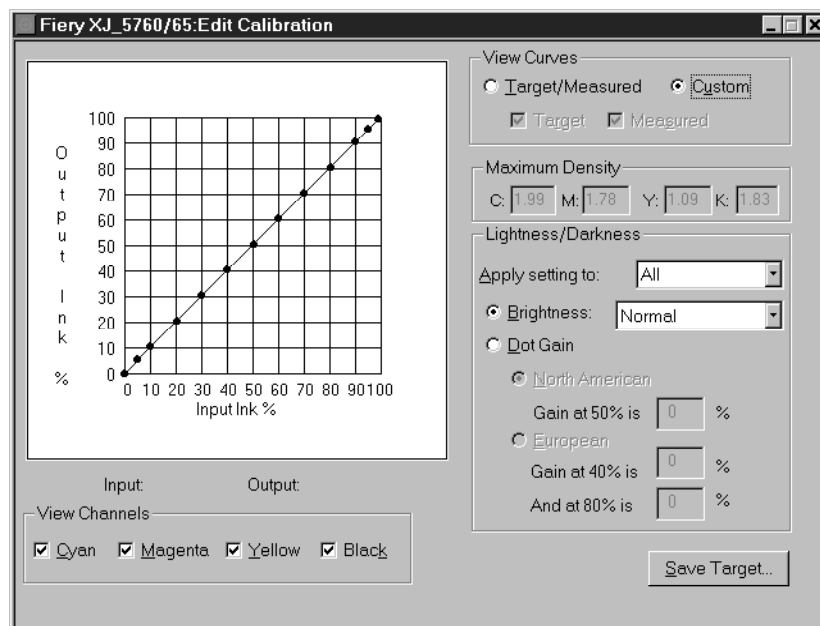 Fiery XJ_5760/65:Edit Calibration
View Curves
Target/Measured Custom
Target Measured
Maximum Density
C: 1.99 M: 1.78 Y: 1.09 K: 1.83
Lightness/Darkness
Apply setting to: All
Brightness: Normal
Dot Gain
North American
Gain at 50% is 0 %
European
Gain at 40% is 0 %
And at 80% is 0 %
Save Target...
Output Ink %
100
90
80
70
60
50
40
30
20
10
0
0 10 20 30 40 50 60 70 80 90 100
Input Ink %
Input: Output:
View Channels
Cyan Magenta Yellow Black